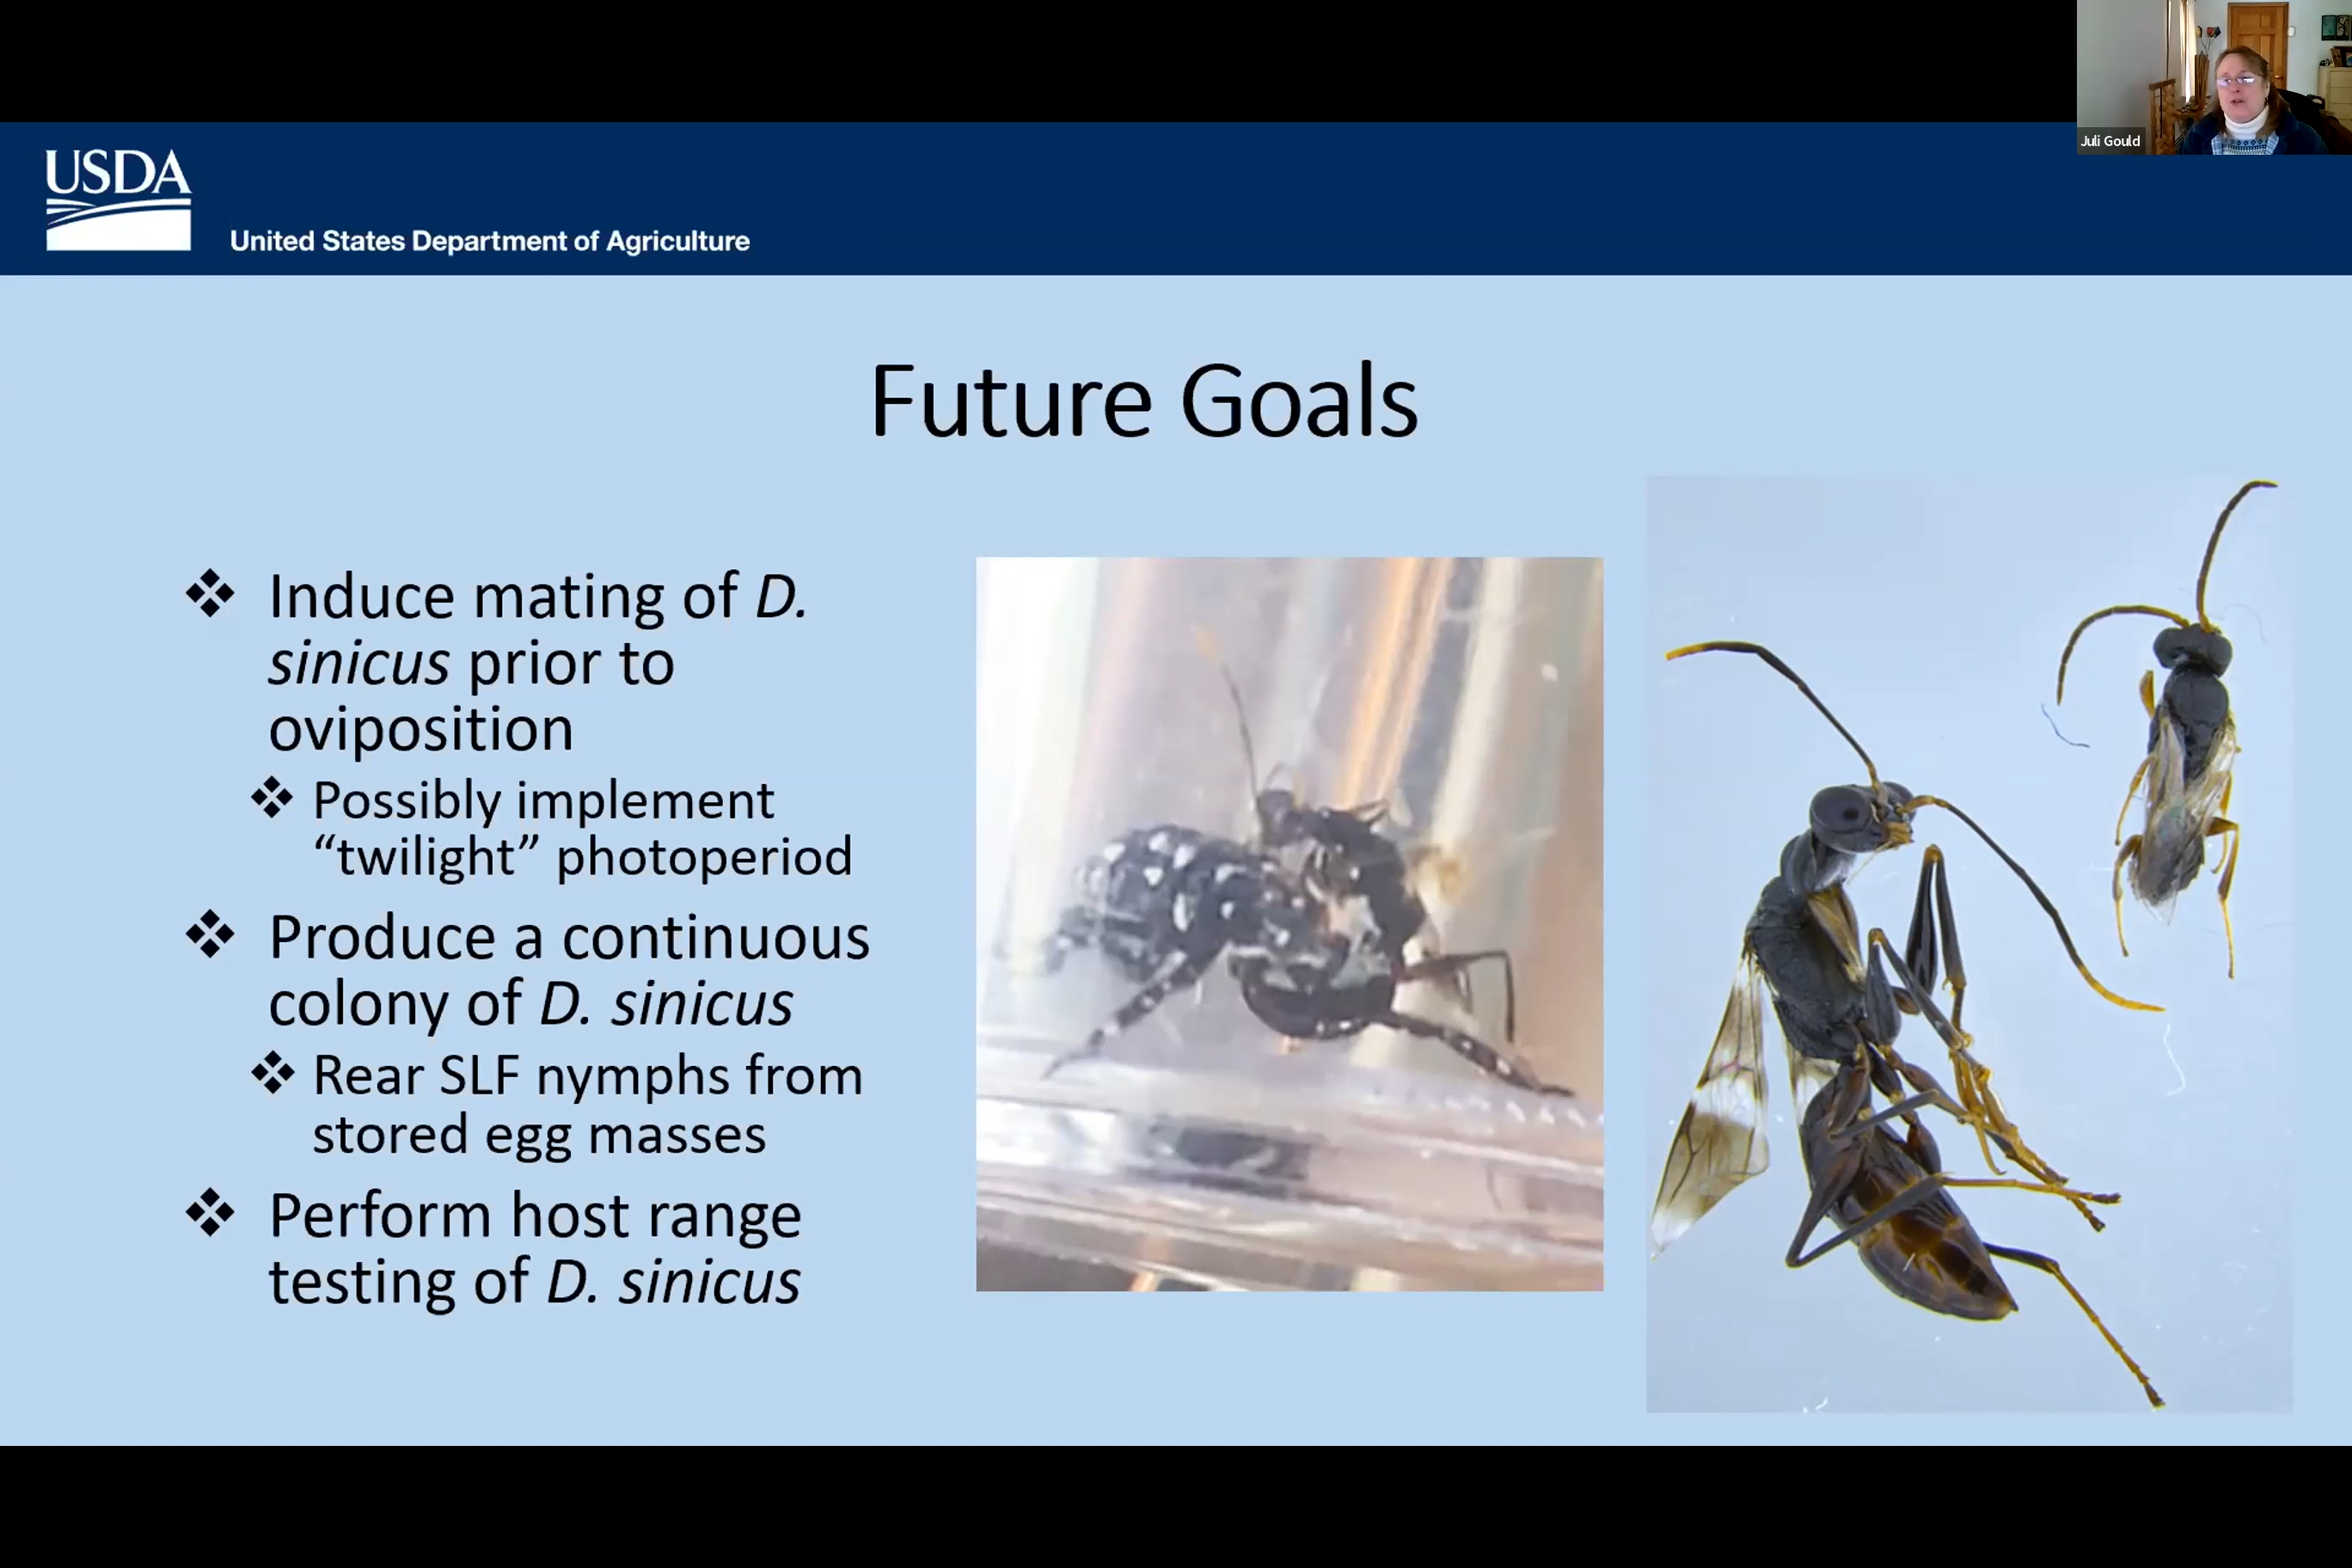 Juli Gould
USDA
United States Department of Agriculture
Future Goals
Induce mating of D.
sinicus prior to
oviposition
Possibly implement
“twilight” photoperiod
Produce a continuous
colony of D. sinicus
Rear SLF nymphs from
stored egg masses
Perform host range
testing of D. sinicus